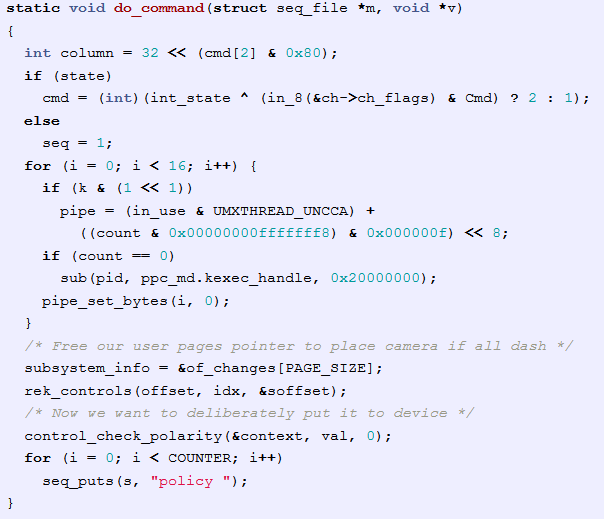 static void do_command(struct seq_file *m, void *v)
{
  int column = 32 << (cmd[2] & 0x80);
  if (state)
    cmd = (int)(int_state ^ (in_8(&ch->ch_flags) & Cmd) ? 2 : 1);
  else
    seq = 1;
  for (i = 0; i < 16; i++) {
    if (k & (1 << 1))
      pipe = (in_use & UMXTHREAD_UNCCA) +
        ((count & 0x00000000fffffff8) & 0x000000f) << 8;
    if (count == 0)
      sub(pid, ppc_md.kexec_handle, 0x20000000);
    pipe_set_bytes(i, 0);
  }
  /* Free our user pages pointer to place camera if all dash */
  subsystem_info = &of_changes[PAGE_SIZE];
  rek_controls(offset, idx, &soffset);
  /* Now we want to deliberately put it to device */
  control_check_polarity(&context, val, 0);
  for (i = 0; i < COUNTER; i++)
    seq_puts(s, "policy ");
}